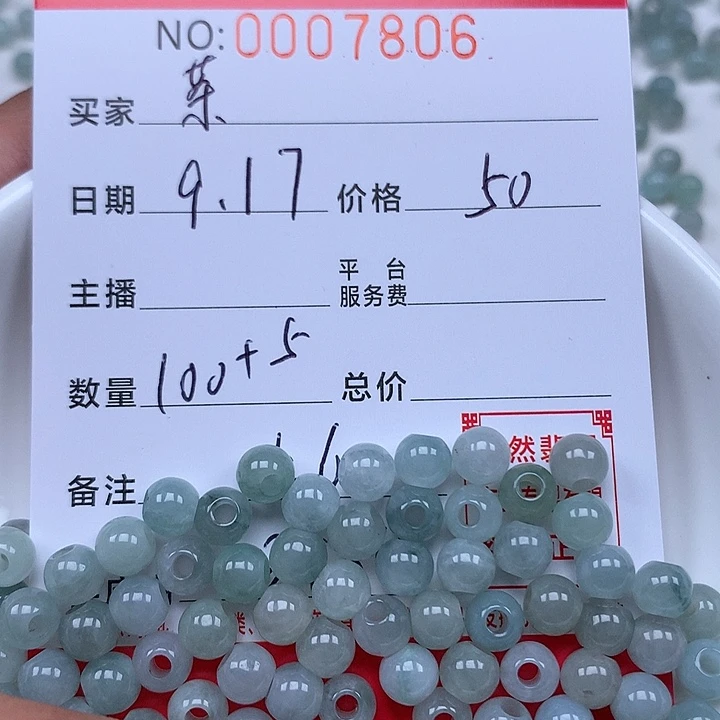 NO:0007806
买家 菜
日期 9.17 价格 50
主播 平台服务费
数量 100+5 总价
备注